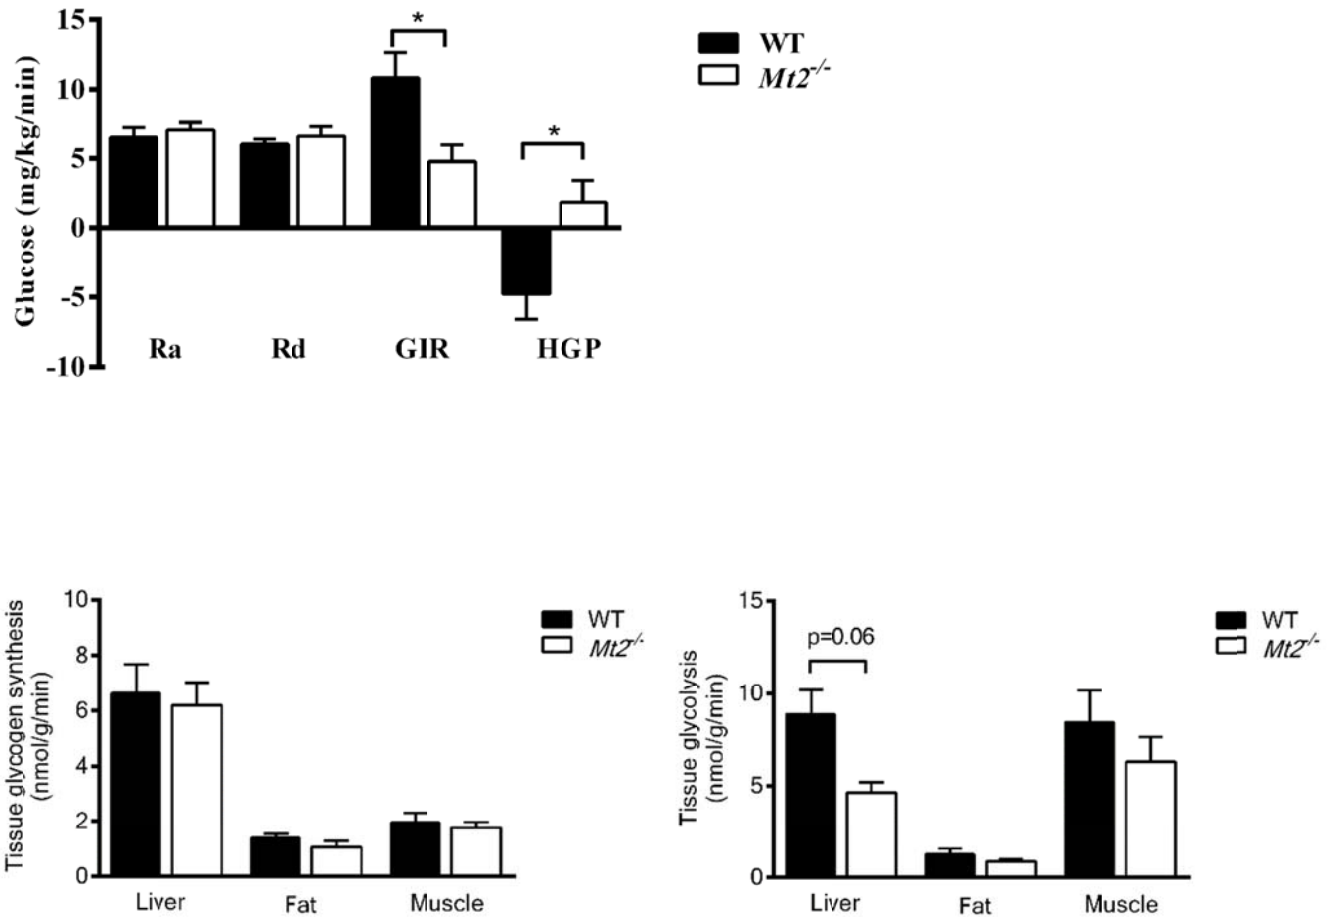 15
10
5
0
-5
-10
Glucose (mg/kg/min)
*
*
Ra
Rd
GIR
HGP
WT
Mt2-/-
10
8
6
4
2
0
Tissue glycogen synthesis
(nmol/g/min)
Liver
Fat
Muscle
WT
Mt2-/-
15
10
5
0
Tissue glycolysis
(nmol/g/min)
p=0.06
Liver
Fat
Muscle
WT
Mt2-/-